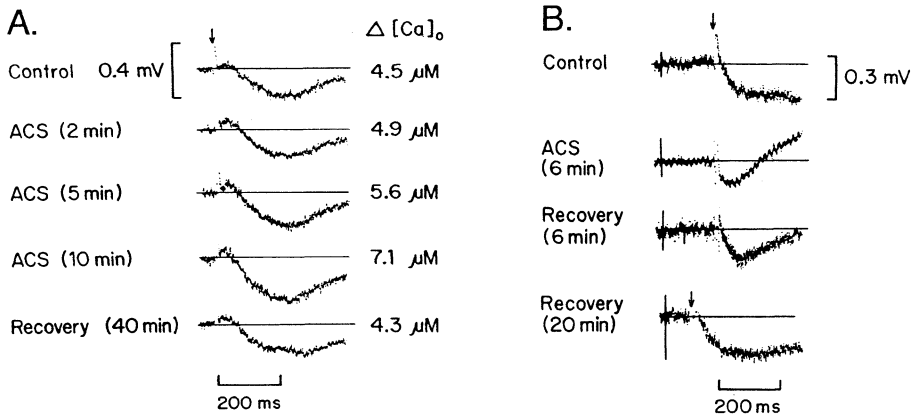 A.
Δ [Ca]o
Control 0.4 mV 4.5 µM
ACS (2 min) 4.9 µM
ACS (5 min) 5.6 µM
ACS (10 min) 7.1 µM
Recovery (40 min) 4.3 µM
200 ms
B.
Control
0.3 mV
ACS
(6 min)
Recovery
(6 min)
Recovery
(20 min)
200 ms